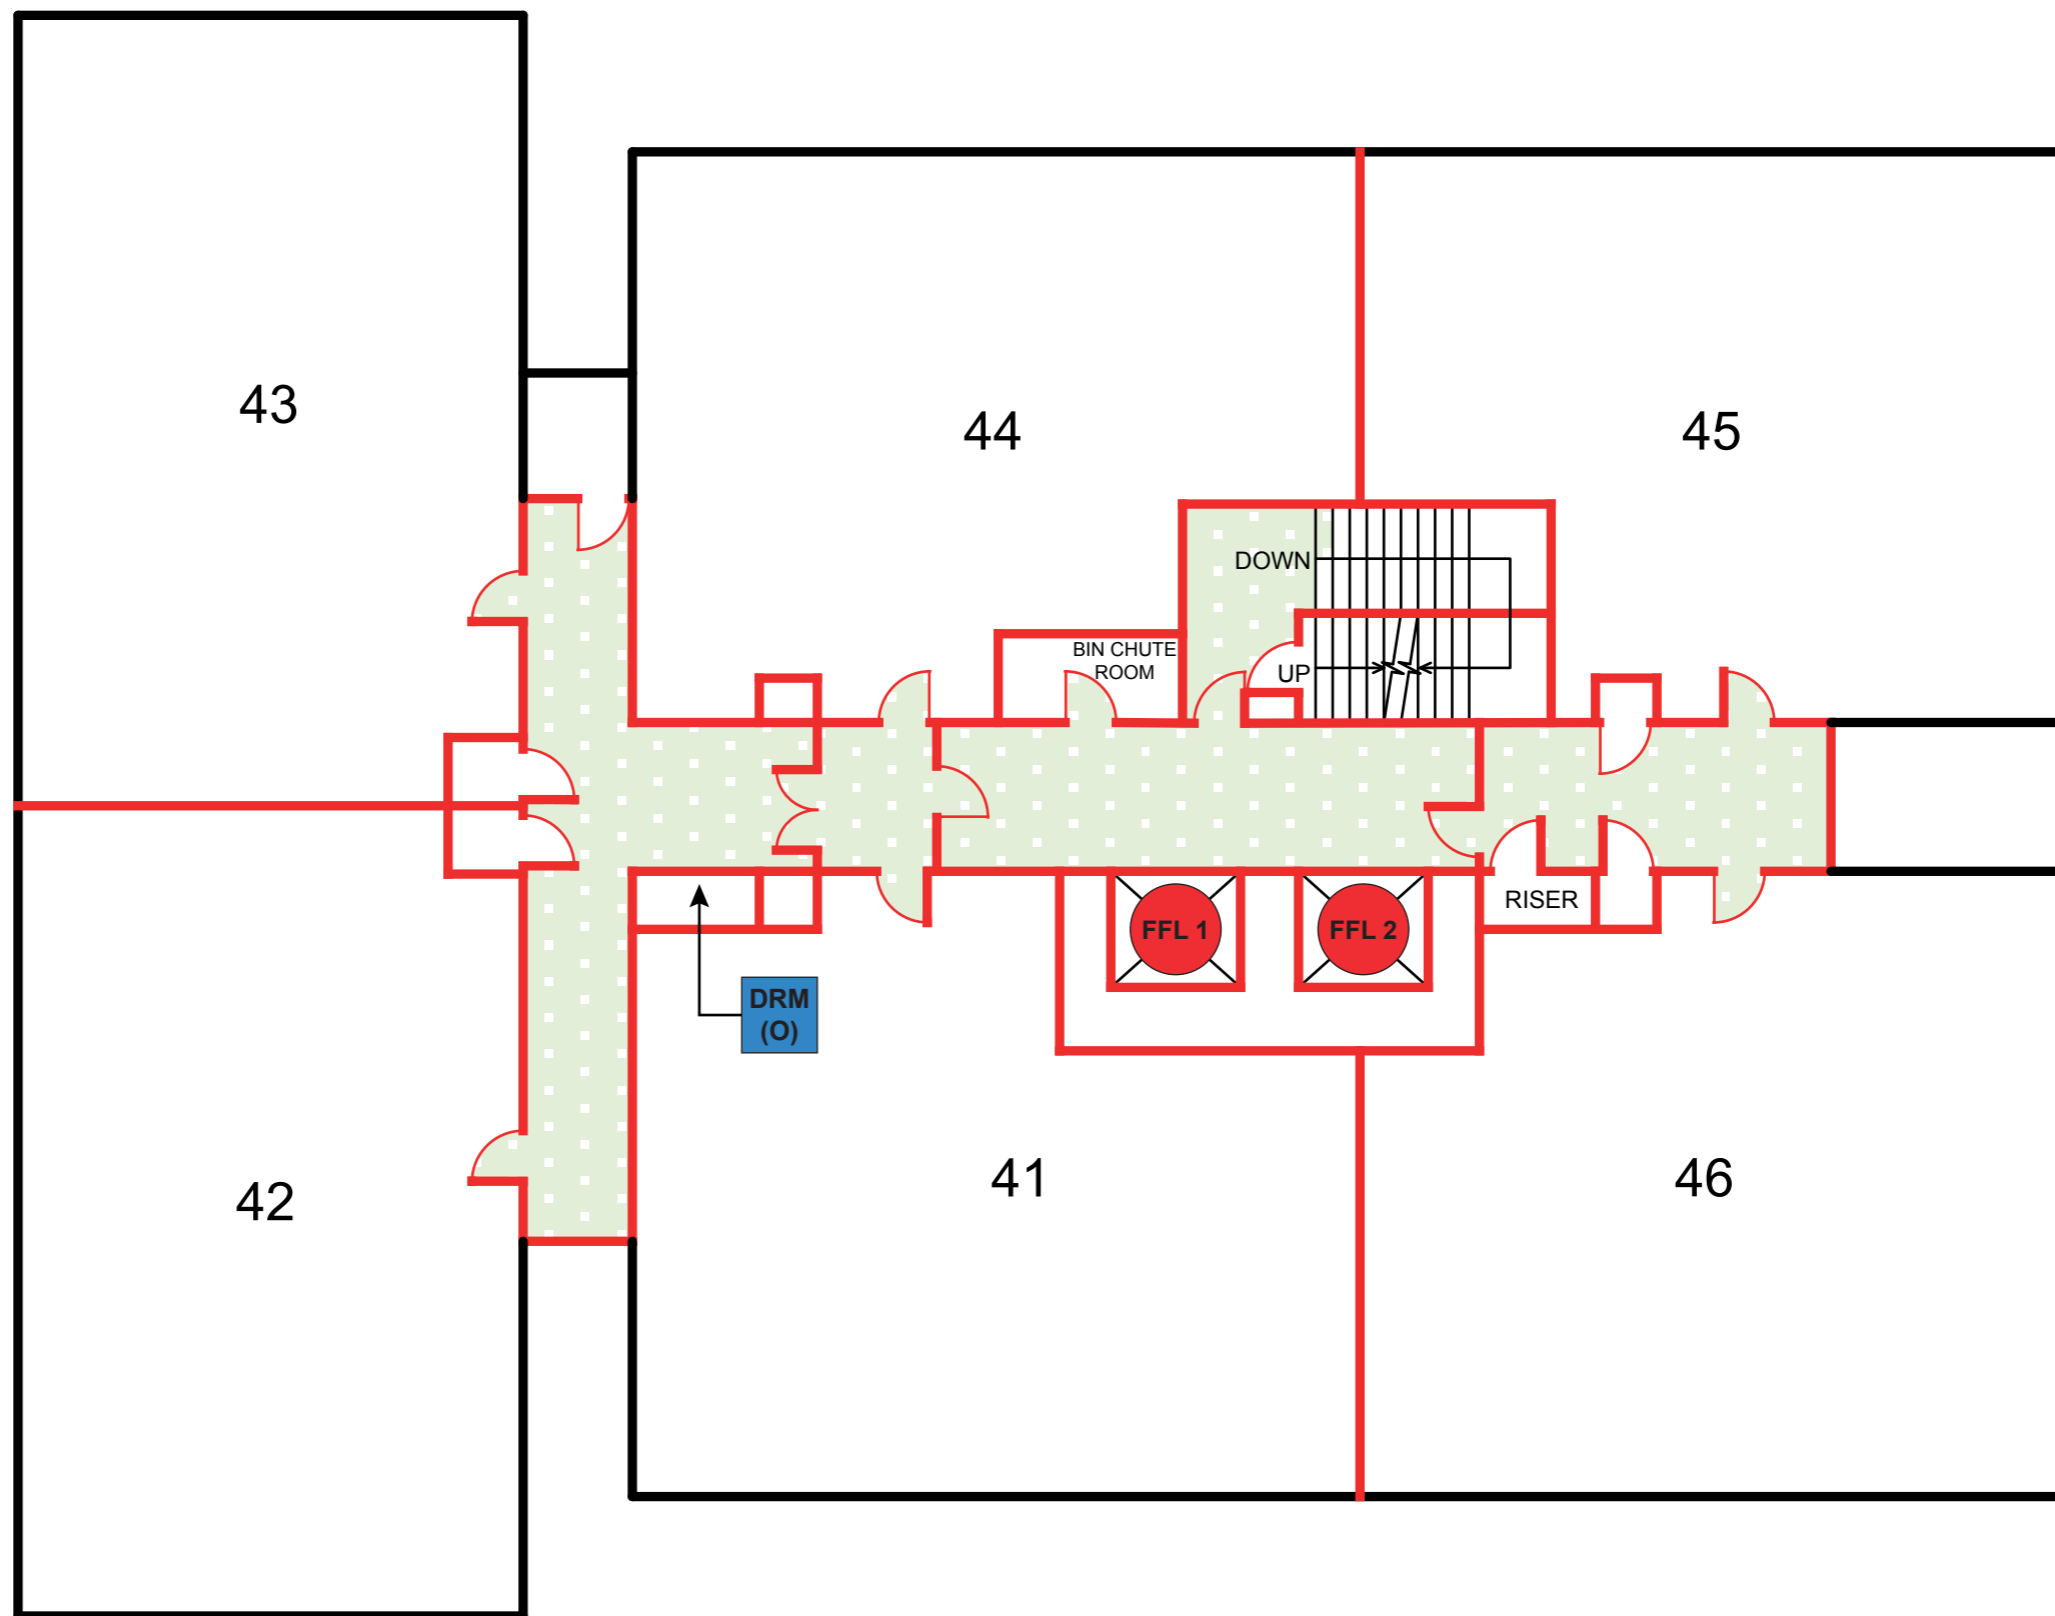 43
44
45
DOWN
BIN CHUTE
ROOM
UP
RISER
FFL 1
FFL 2
DRM
(O)
41
46
42